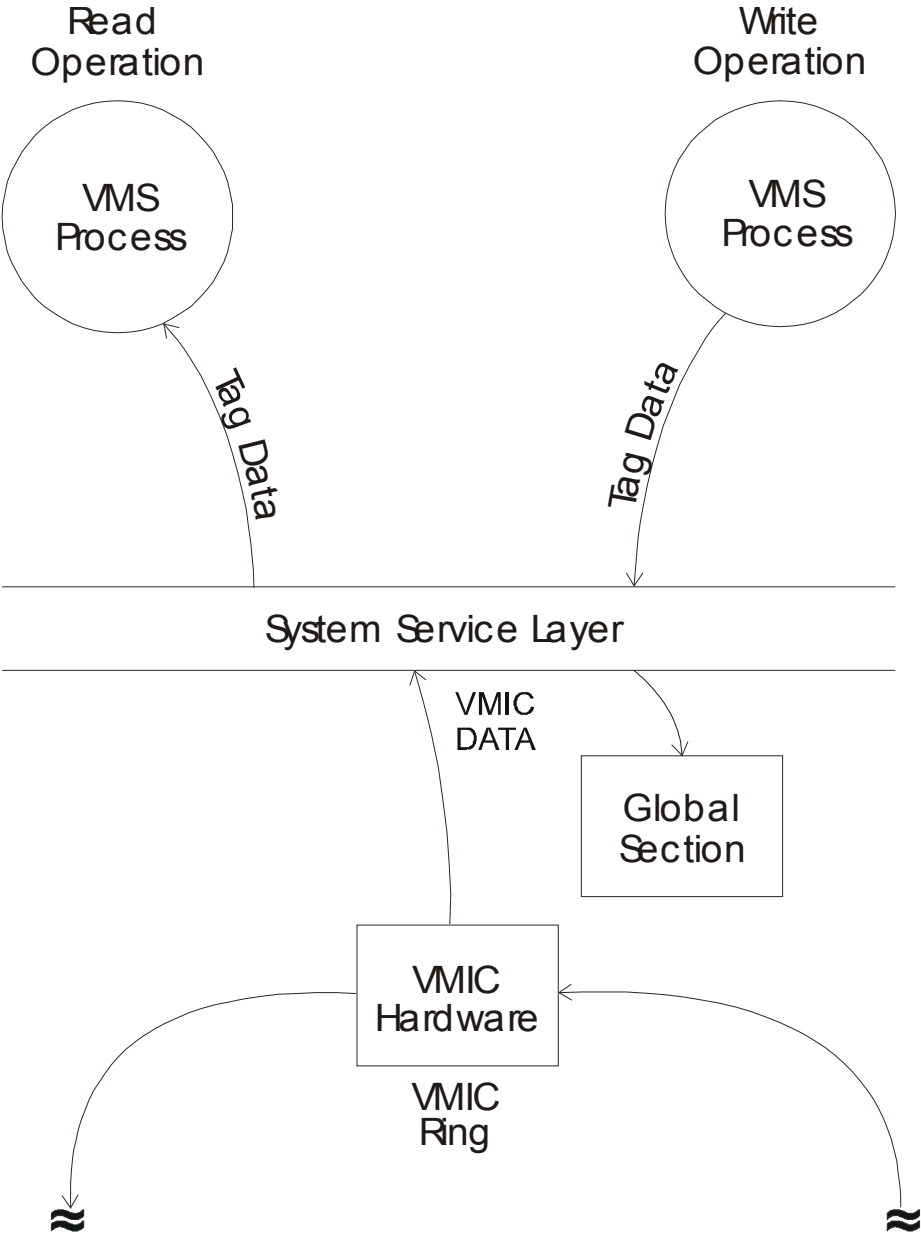 Read
Operation
Write
Operation
VMS
Process
VMS
Process
Tag Data
Tag Data
System Service Layer
VMIC
DATA
Global
Section
VMIC
Hardware
VMIC
Ring